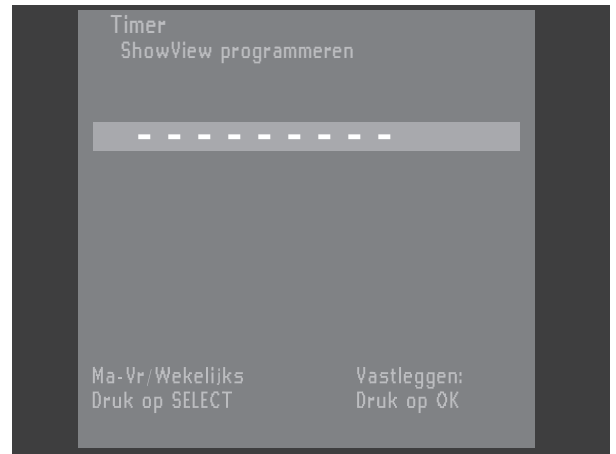 Timer
ShowView programmeren
- - - - - - - - -
Ma-Vr/Wekelijks
Druk op SELECT
Vastleggen:
Druk op OK